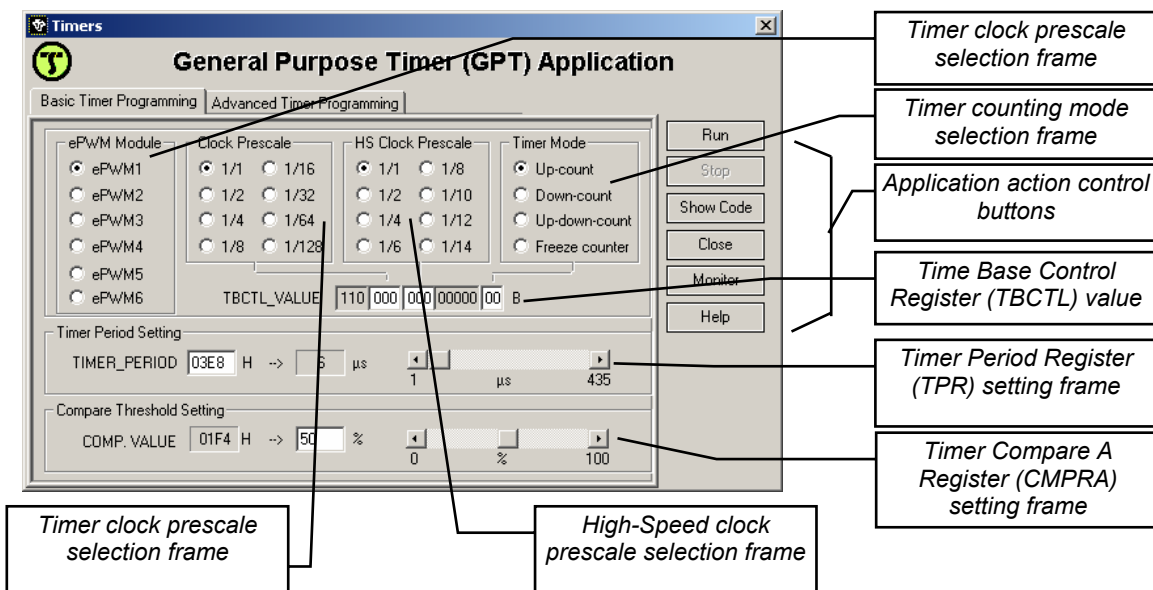 Timers
General Purpose Timer (GPT) Application
Basic Timer Programming
Advanced Timer Programming
ePWM Module
ePWM1
ePWM2
ePWM3
ePWM4
ePWM5
ePWM6
Clock Prescale
1/1 1/16
1/2 1/32
1/4 1/64
1/8 1/128
HS Clock Prescale
1/1 1/8
1/2 1/10
1/4 1/12
1/6 1/14
Timer Mode
Up-count
Down-count
Up-down-count
Freeze counter
TBCTL_VALUE 110 000 000 00000 00 B
Timer Period Setting
TIMER_PERIOD 03E8 H --> 6 µs
1 µs 435
Compare Threshold Setting
COMP. VALUE 01F4 H --> 50 %
0 % 100
Run
Stop
Show Code
Close
Monitor
Help
Timer clock prescale
selection frame
Timer counting mode
selection frame
Application action control
buttons
Time Base Control
Register (TBCTL) value
Timer Period Register
(TPR) setting frame
Timer Compare A
Register (CMPRA)
setting frame
Timer clock prescale
selection frame
High-Speed clock
prescale selection frame